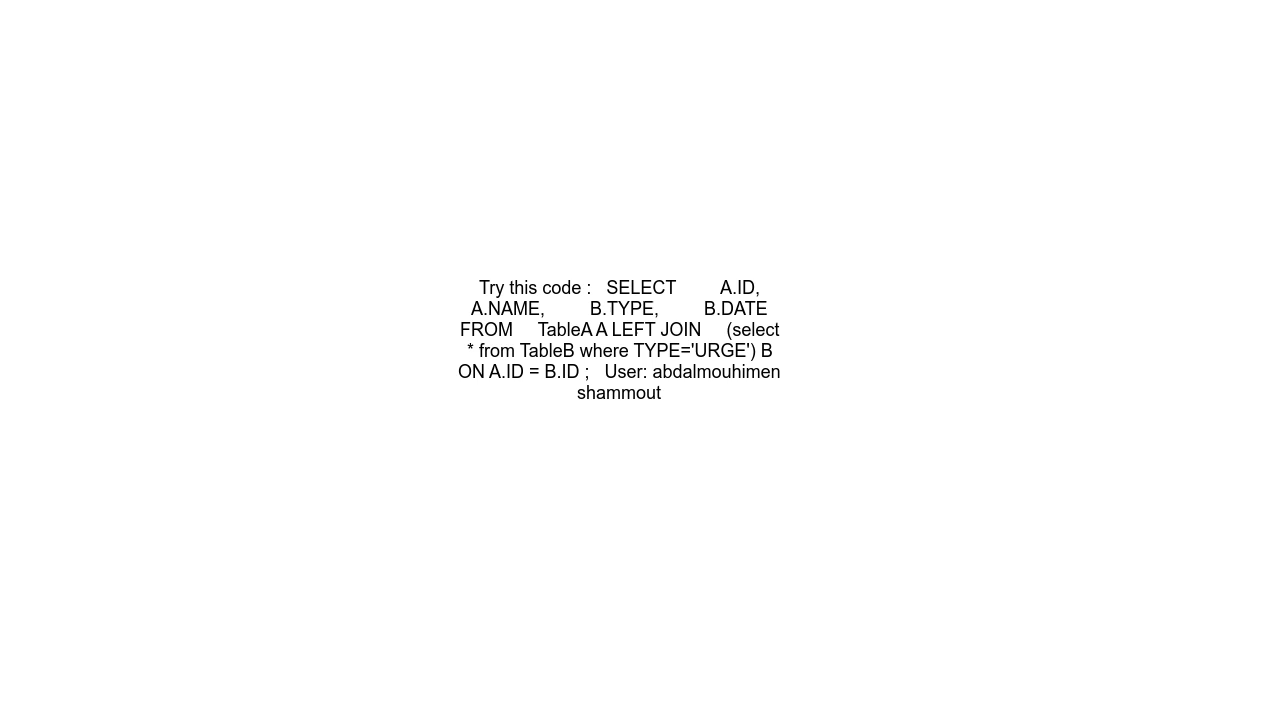 Try this code :   SELECT         A.ID,
A.NAME,         B.TYPE,         B.DATE
FROM     TableA A LEFT JOIN     (select
* from TableB where TYPE='URGE') B
ON A.ID = B.ID ;   User: abdalmouhimen
shammout